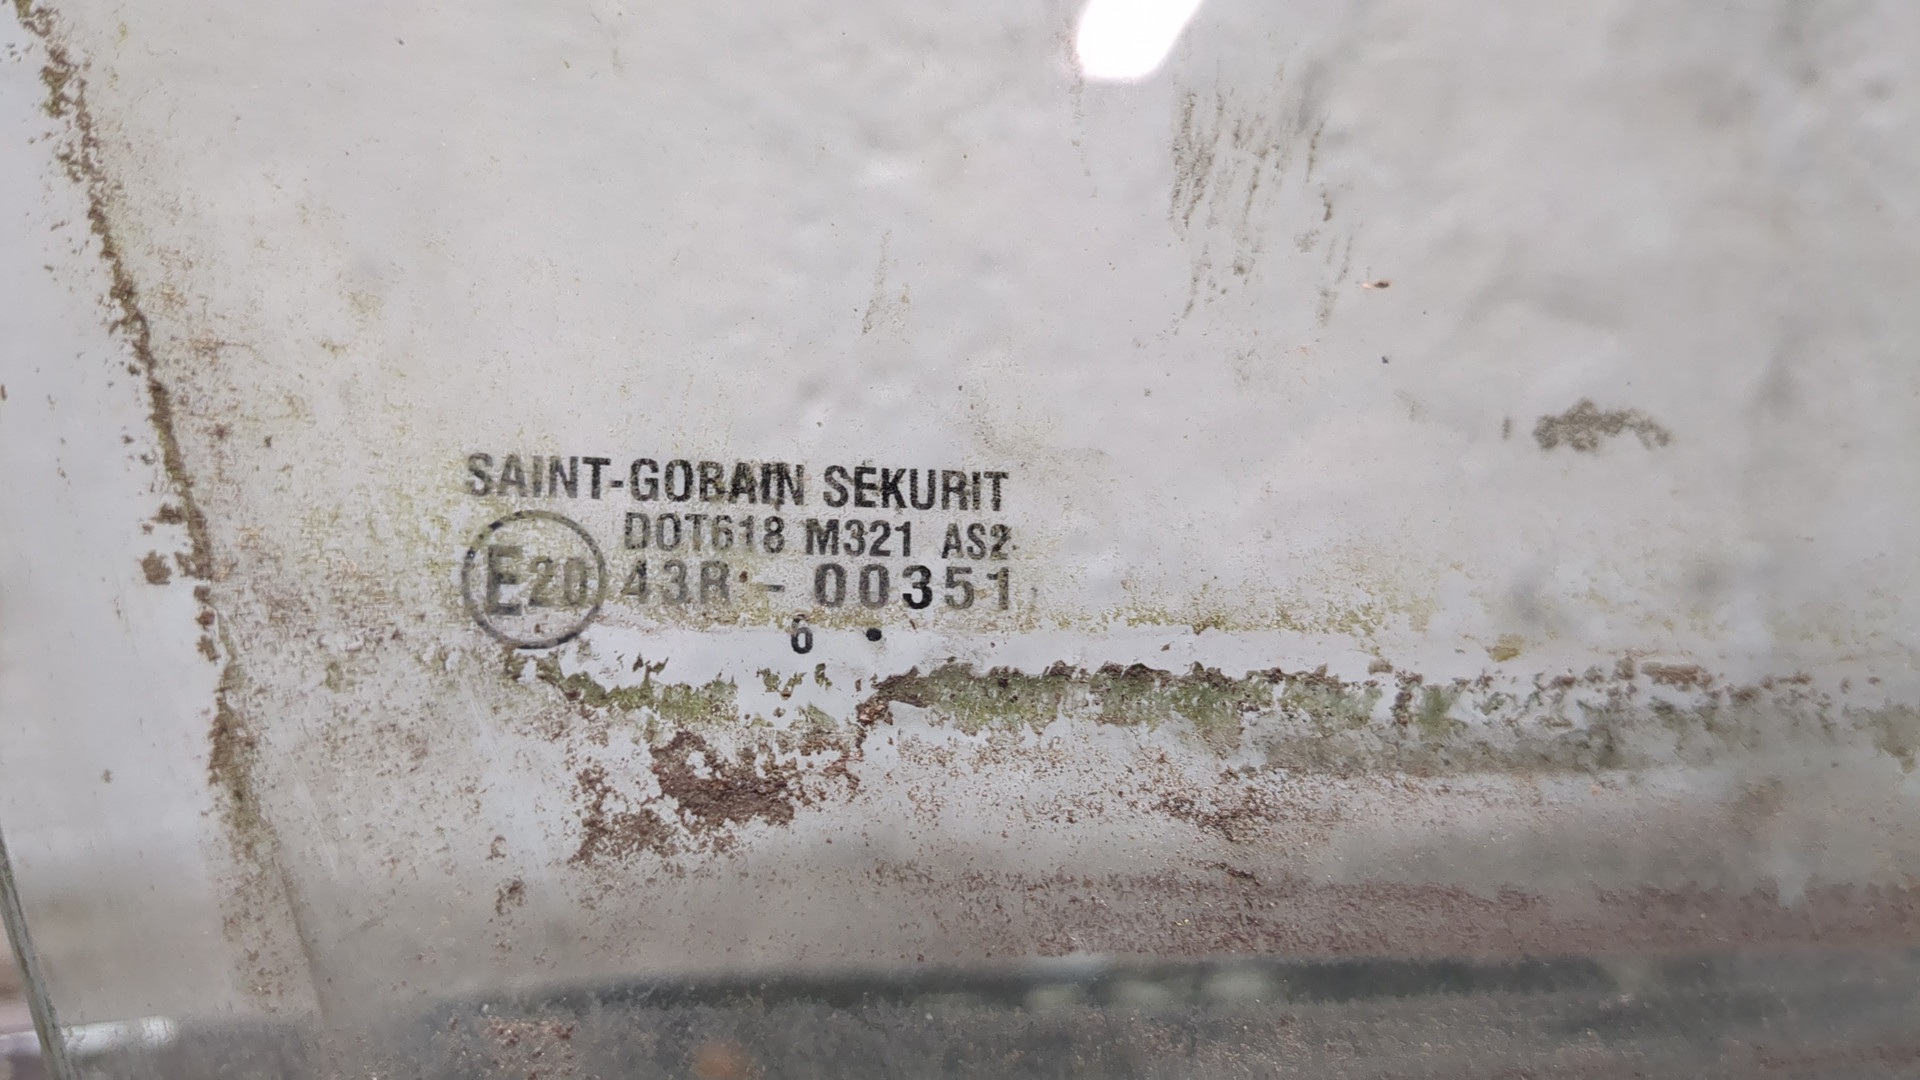 SAINT-GOBAIN SEKURIT
DOT618 M321 AS2
E20 43R - 00351
6 •